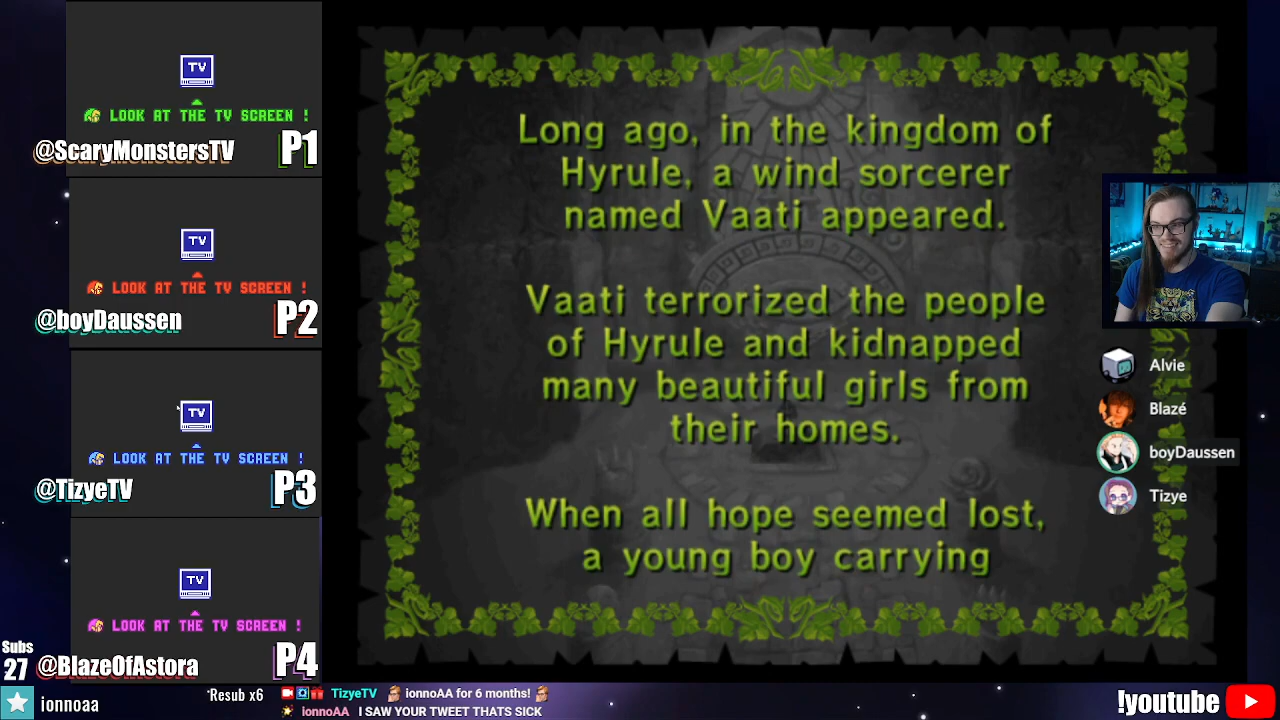 TV
LOOK AT THE TV SCREEN !
@ScaryMonstersTV P1
TV
LOOK AT THE TV SCREEN !
@boyDaussen P2
TV
LOOK AT THE TV SCREEN !
@TizyeTV P3
TV
LOOK AT THE TV SCREEN !
@BlazeOfAstora P4
Long ago, in the kingdom of
Hyrule, a wind sorcerer
named Vaati appeared.
Vaati terrorized the people
of Hyrule and kidnapped
many beautiful girls from
their homes.
When all hope seemed lost,
a young boy carrying
Alvie
Blazé
boyDaussen
Tizye
Subs
27
ionnoaa
*Resub x6
TizyeTV ionnoAA for 6 months!
ionnoAA I SAW YOUR TWEET THATS SICK
!youtube